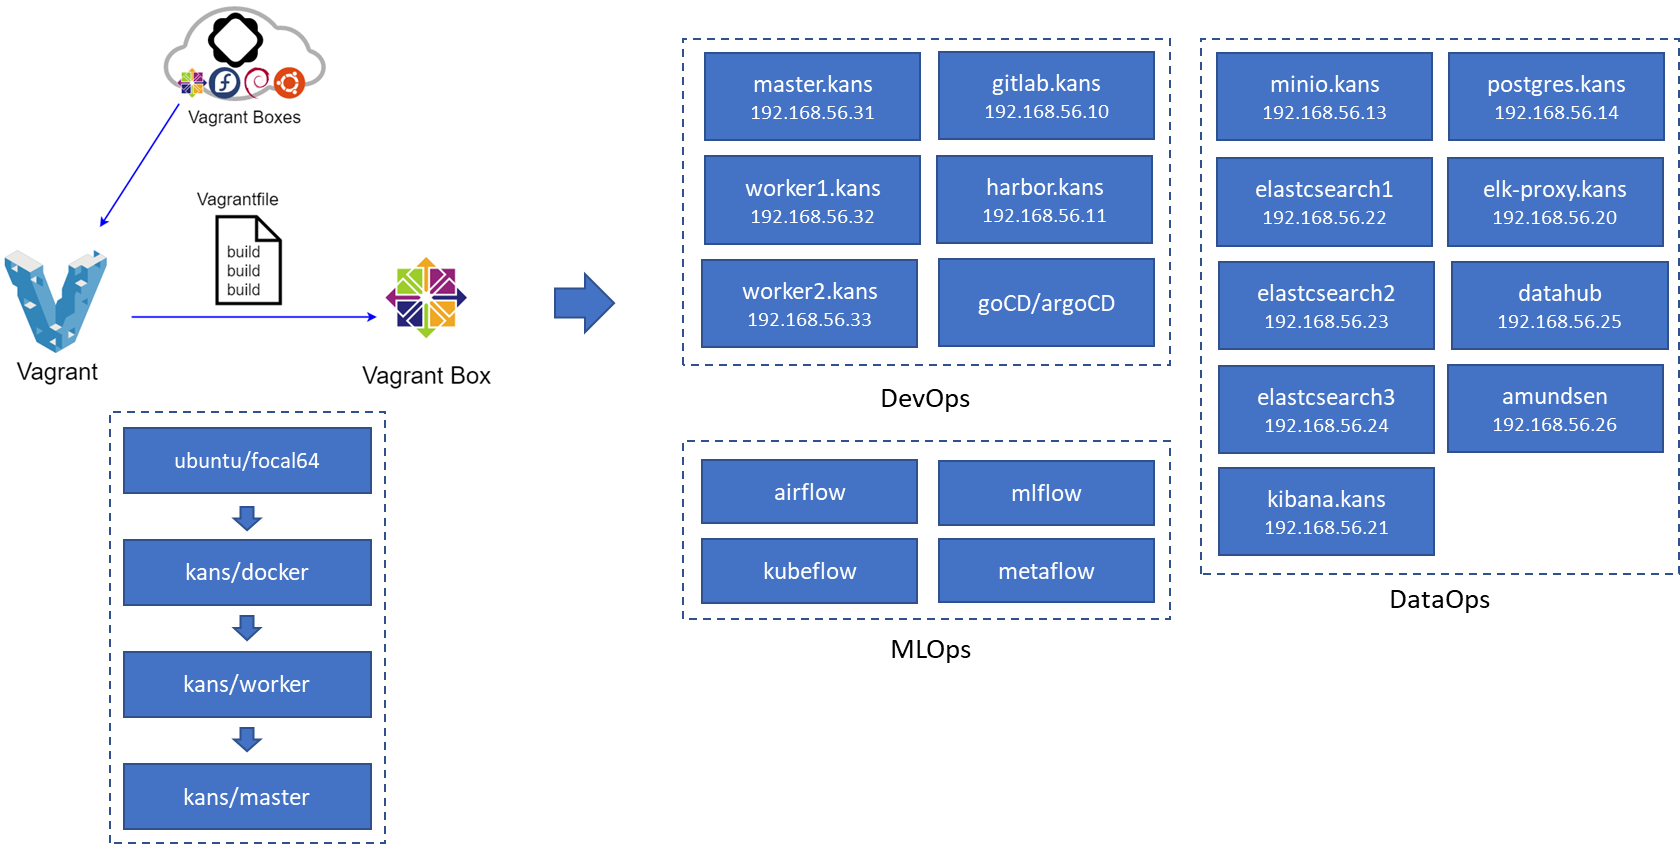 Vagrant Boxes
Vagrantfile
build
build
build
Vagrant
Vagrant Box
ubuntu/focal64
kans/docker
kans/worker
kans/master
master.kans
192.168.56.31
gitlab.kans
192.168.56.10
worker1.kans
192.168.56.32
harbor.kans
192.168.56.11
worker2.kans
192.168.56.33
goCD/argoCD
DevOps
airflow
mlflow
kubeflow
metaflow
MLOps
minio.kans
192.168.56.13
postgres.kans
192.168.56.14
elastcsearch1
192.168.56.22
elk-proxy.kans
192.168.56.20
elastcsearch2
192.168.56.23
datahub
192.168.56.25
elastcsearch3
192.168.56.24
amundsen
192.168.56.26
kibana.kans
192.168.56.21
DataOps